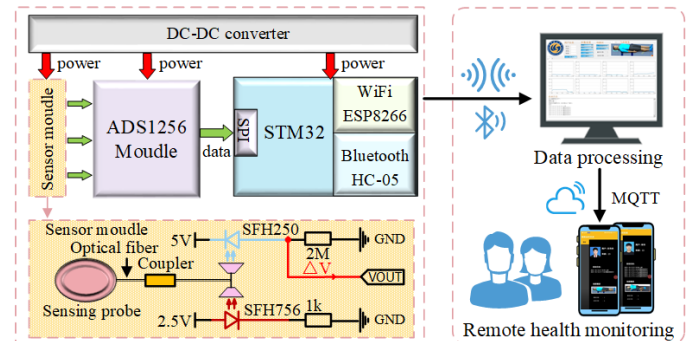 DC-DC converter
power
power
power
Sensor moudle
ADS1256
Moudle
data
SPI
STM32
WiFi
ESP8266
Bluetooth
HC-05
Data processing
MQTT
Remote health monitoring
Sensor moudle
Optical fiber
Coupler
Sensing probe
5V
SFH250
2M
GND
△V
VOUT
2.5V
SFH756
1k
GND